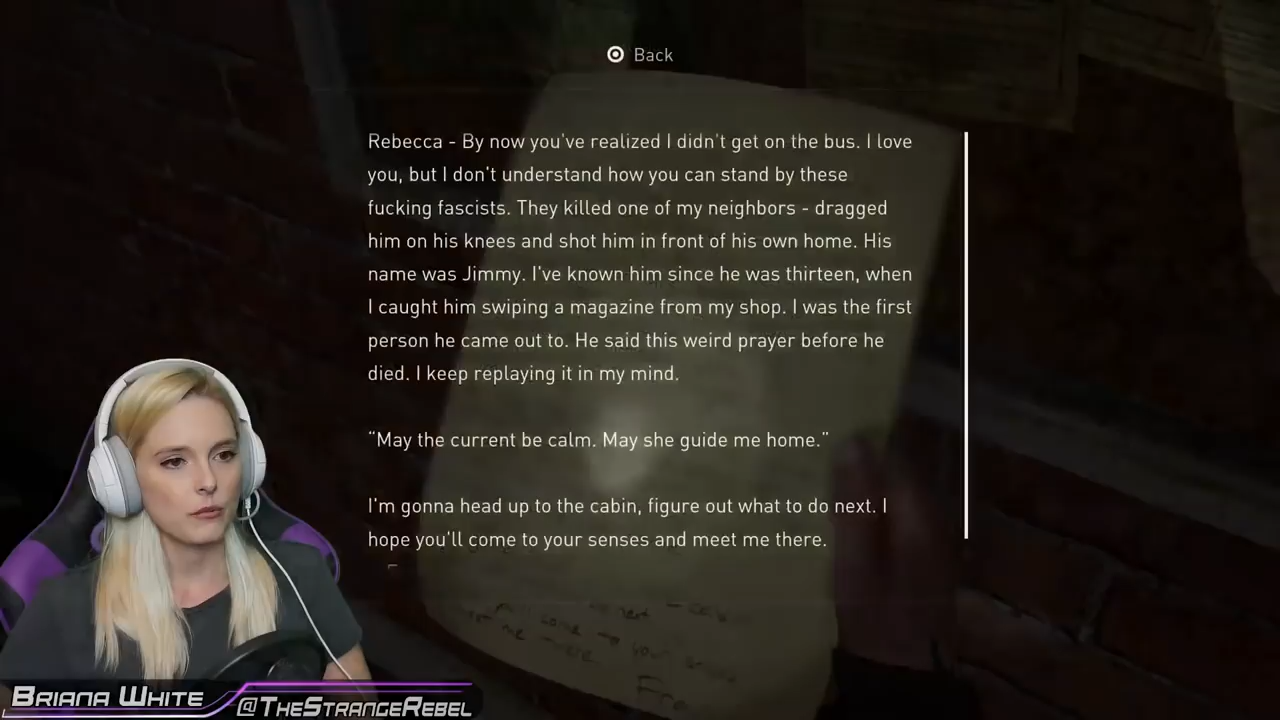 Back
Rebecca - By now you've realized I didn't get on the bus. I love
you, but I don't understand how you can stand by these
fucking fascists. They killed one of my neighbors - dragged
him on his knees and shot him in front of his own home. His
name was Jimmy. I've known him since he was thirteen, when
I caught him swiping a magazine from my shop. I was the first
person he came out to. He said this weird prayer before he
died. I keep replaying it in my mind.
“May the current be calm. May she guide me home.”
I'm gonna head up to the cabin, figure out what to do next. I
hope you'll come to your senses and meet me there.
BRIANA WHITE
@THESTRANGEREBEL